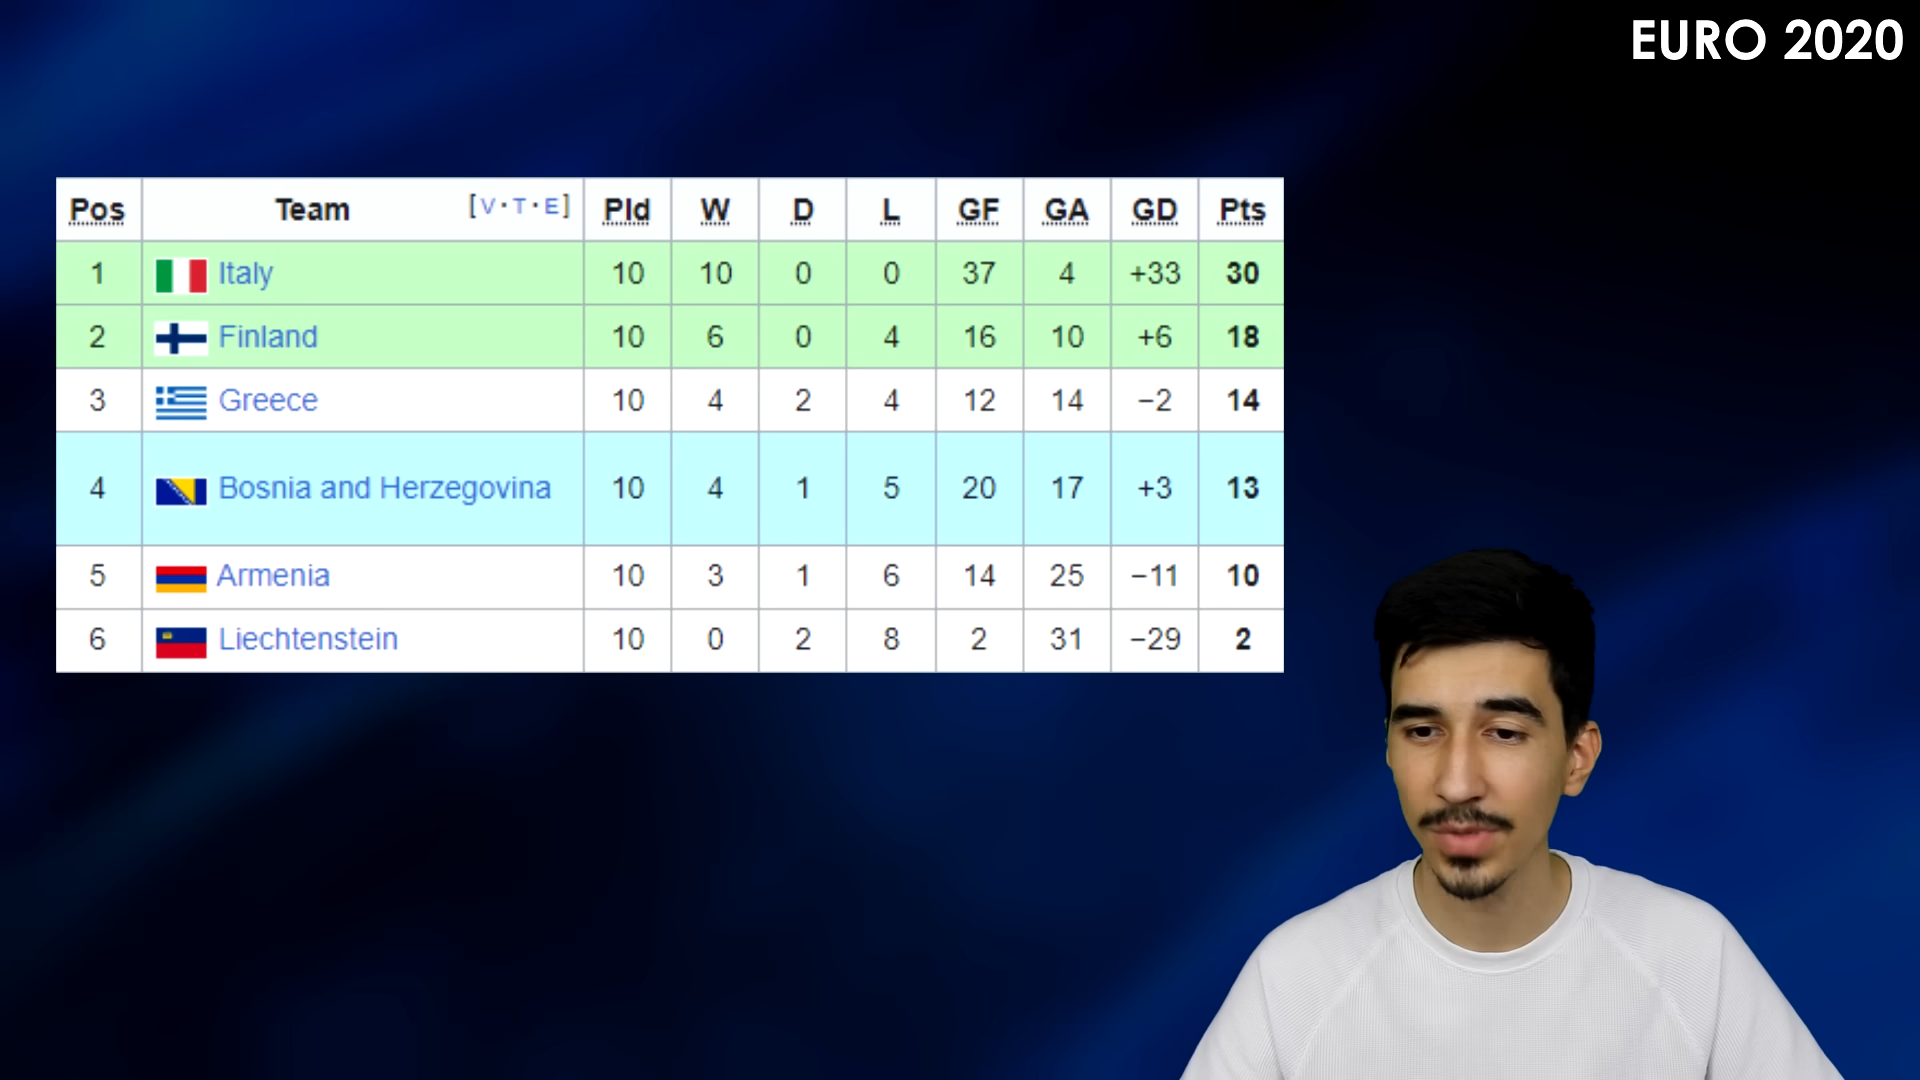 EURO 2020
Pos Team [V·T·E] Pld W D L GF GA GD Pts
1 Italy 10 10 0 0 37 4 +33 30
2 Finland 10 6 0 4 16 10 +6 18
3 Greece 10 4 2 4 12 14 −2 14
4 Bosnia and Herzegovina 10 4 1 5 20 17 +3 13
5 Armenia 10 3 1 6 14 25 −11 10
6 Liechtenstein 10 0 2 8 2 31 −29 2